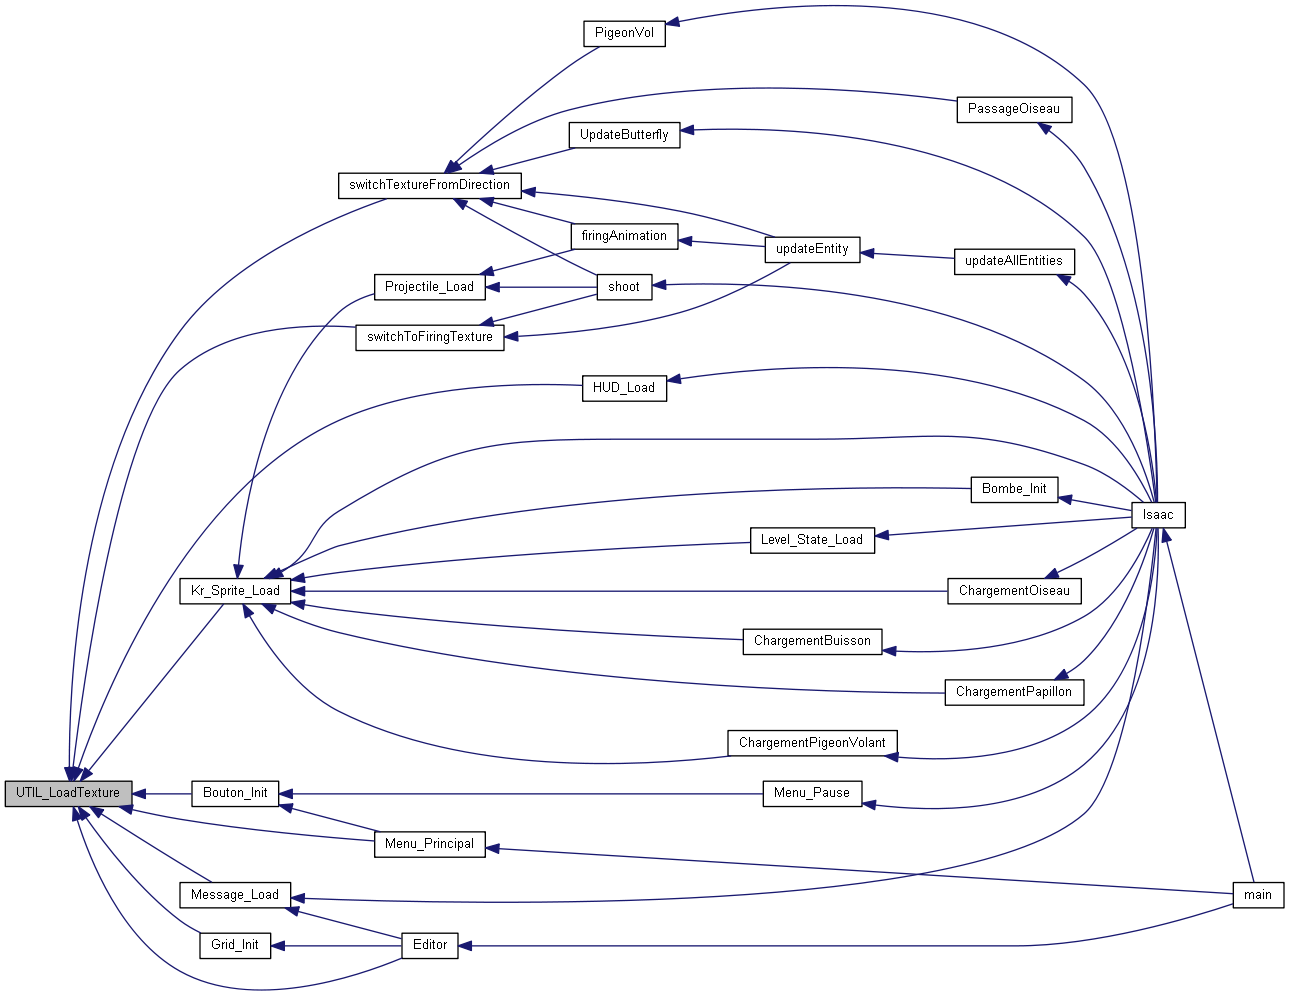 PigeonVol
PassageOiseau
UpdateButterfly
switchTextureFromDirection
firingAnimation
updateEntity
updateAllEntities
Projectile_Load
shoot
switchToFiringTexture
HUD_Load
Bombe_Init
Isaac
Level_State_Load
Kr_Sprite_Load
ChargementOiseau
ChargementBuisson
ChargementPapillon
ChargementPigeonVolant
UTIL_LoadTexture
Bouton_Init
Menu_Pause
Menu_Principal
Message_Load
main
Grid_Init
Editor